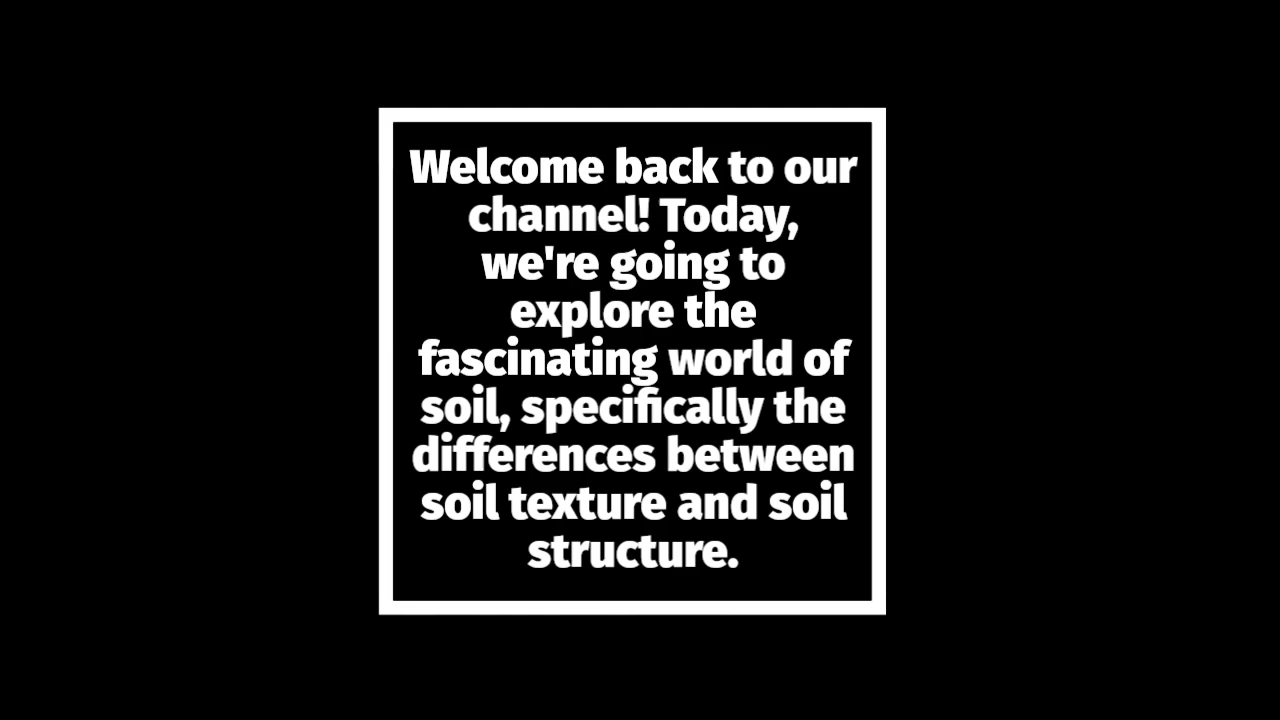 Welcome back to our
channel! Today,
we're going to
explore the
fascinating world of
soil, specifically the
differences between
soil texture and soil
structure.